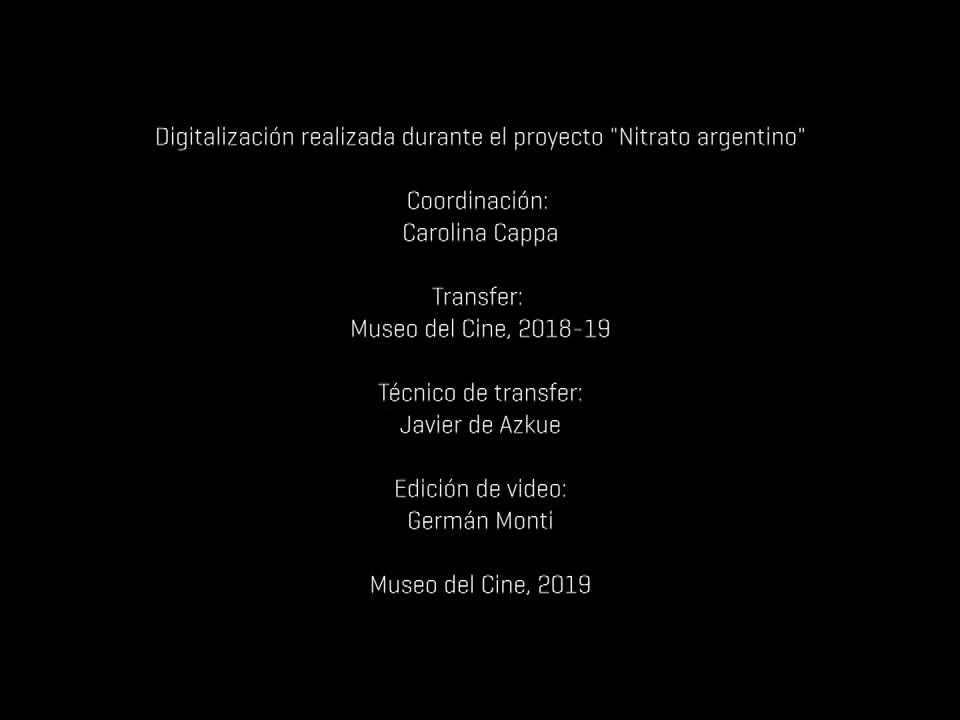 Digitalización realizada durante el proyecto "Nitrato argentino"
Coordinación:
Carolina Cappa
Transfer:
Museo del Cine, 2018-19
Técnico de transfer:
Javier de Azkue
Edición de video:
Germán Monti
Museo del Cine, 2019